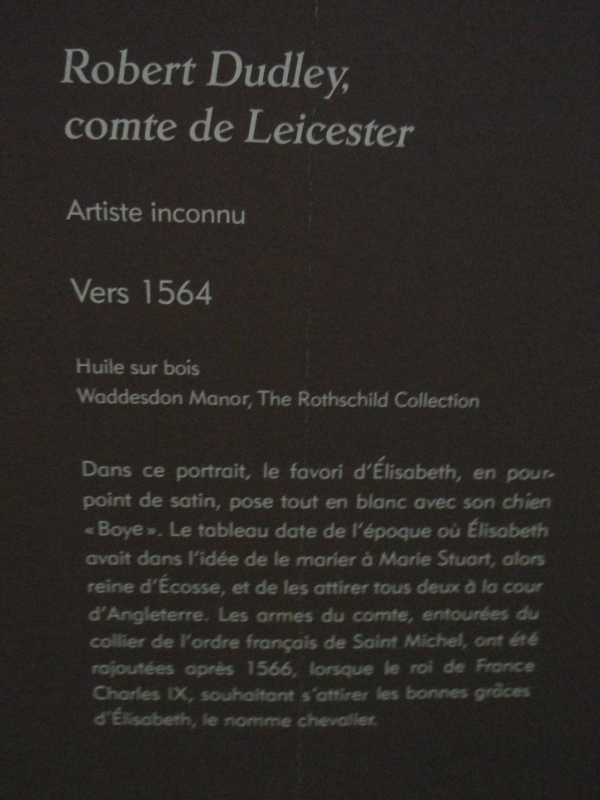 Robert Dudley,
comte de Leicester
Artiste inconnu
Vers 1564
Huile sur bois
Waddesdon Manor, The Rothschild Collection
Dans ce portrait, le favori d'Élisabeth, en pour-
point de satin, pose tout en blanc avec son chien
« Boye ». Le tableau date de l'époque où Élisabeth
avait dans l'idée de le marier à Marie Stuart, alors
reine d'Écosse, et de les attirer tous deux à la cour
d'Angleterre. Les armes du comte, entourées du
collier de l'ordre français de Saint Michel, ont été
rajoutées après 1566, lorsque le roi de France
Charles IX, souhaitant s'attirer les bonnes grâces
d'Élisabeth, le nomme chevalier.